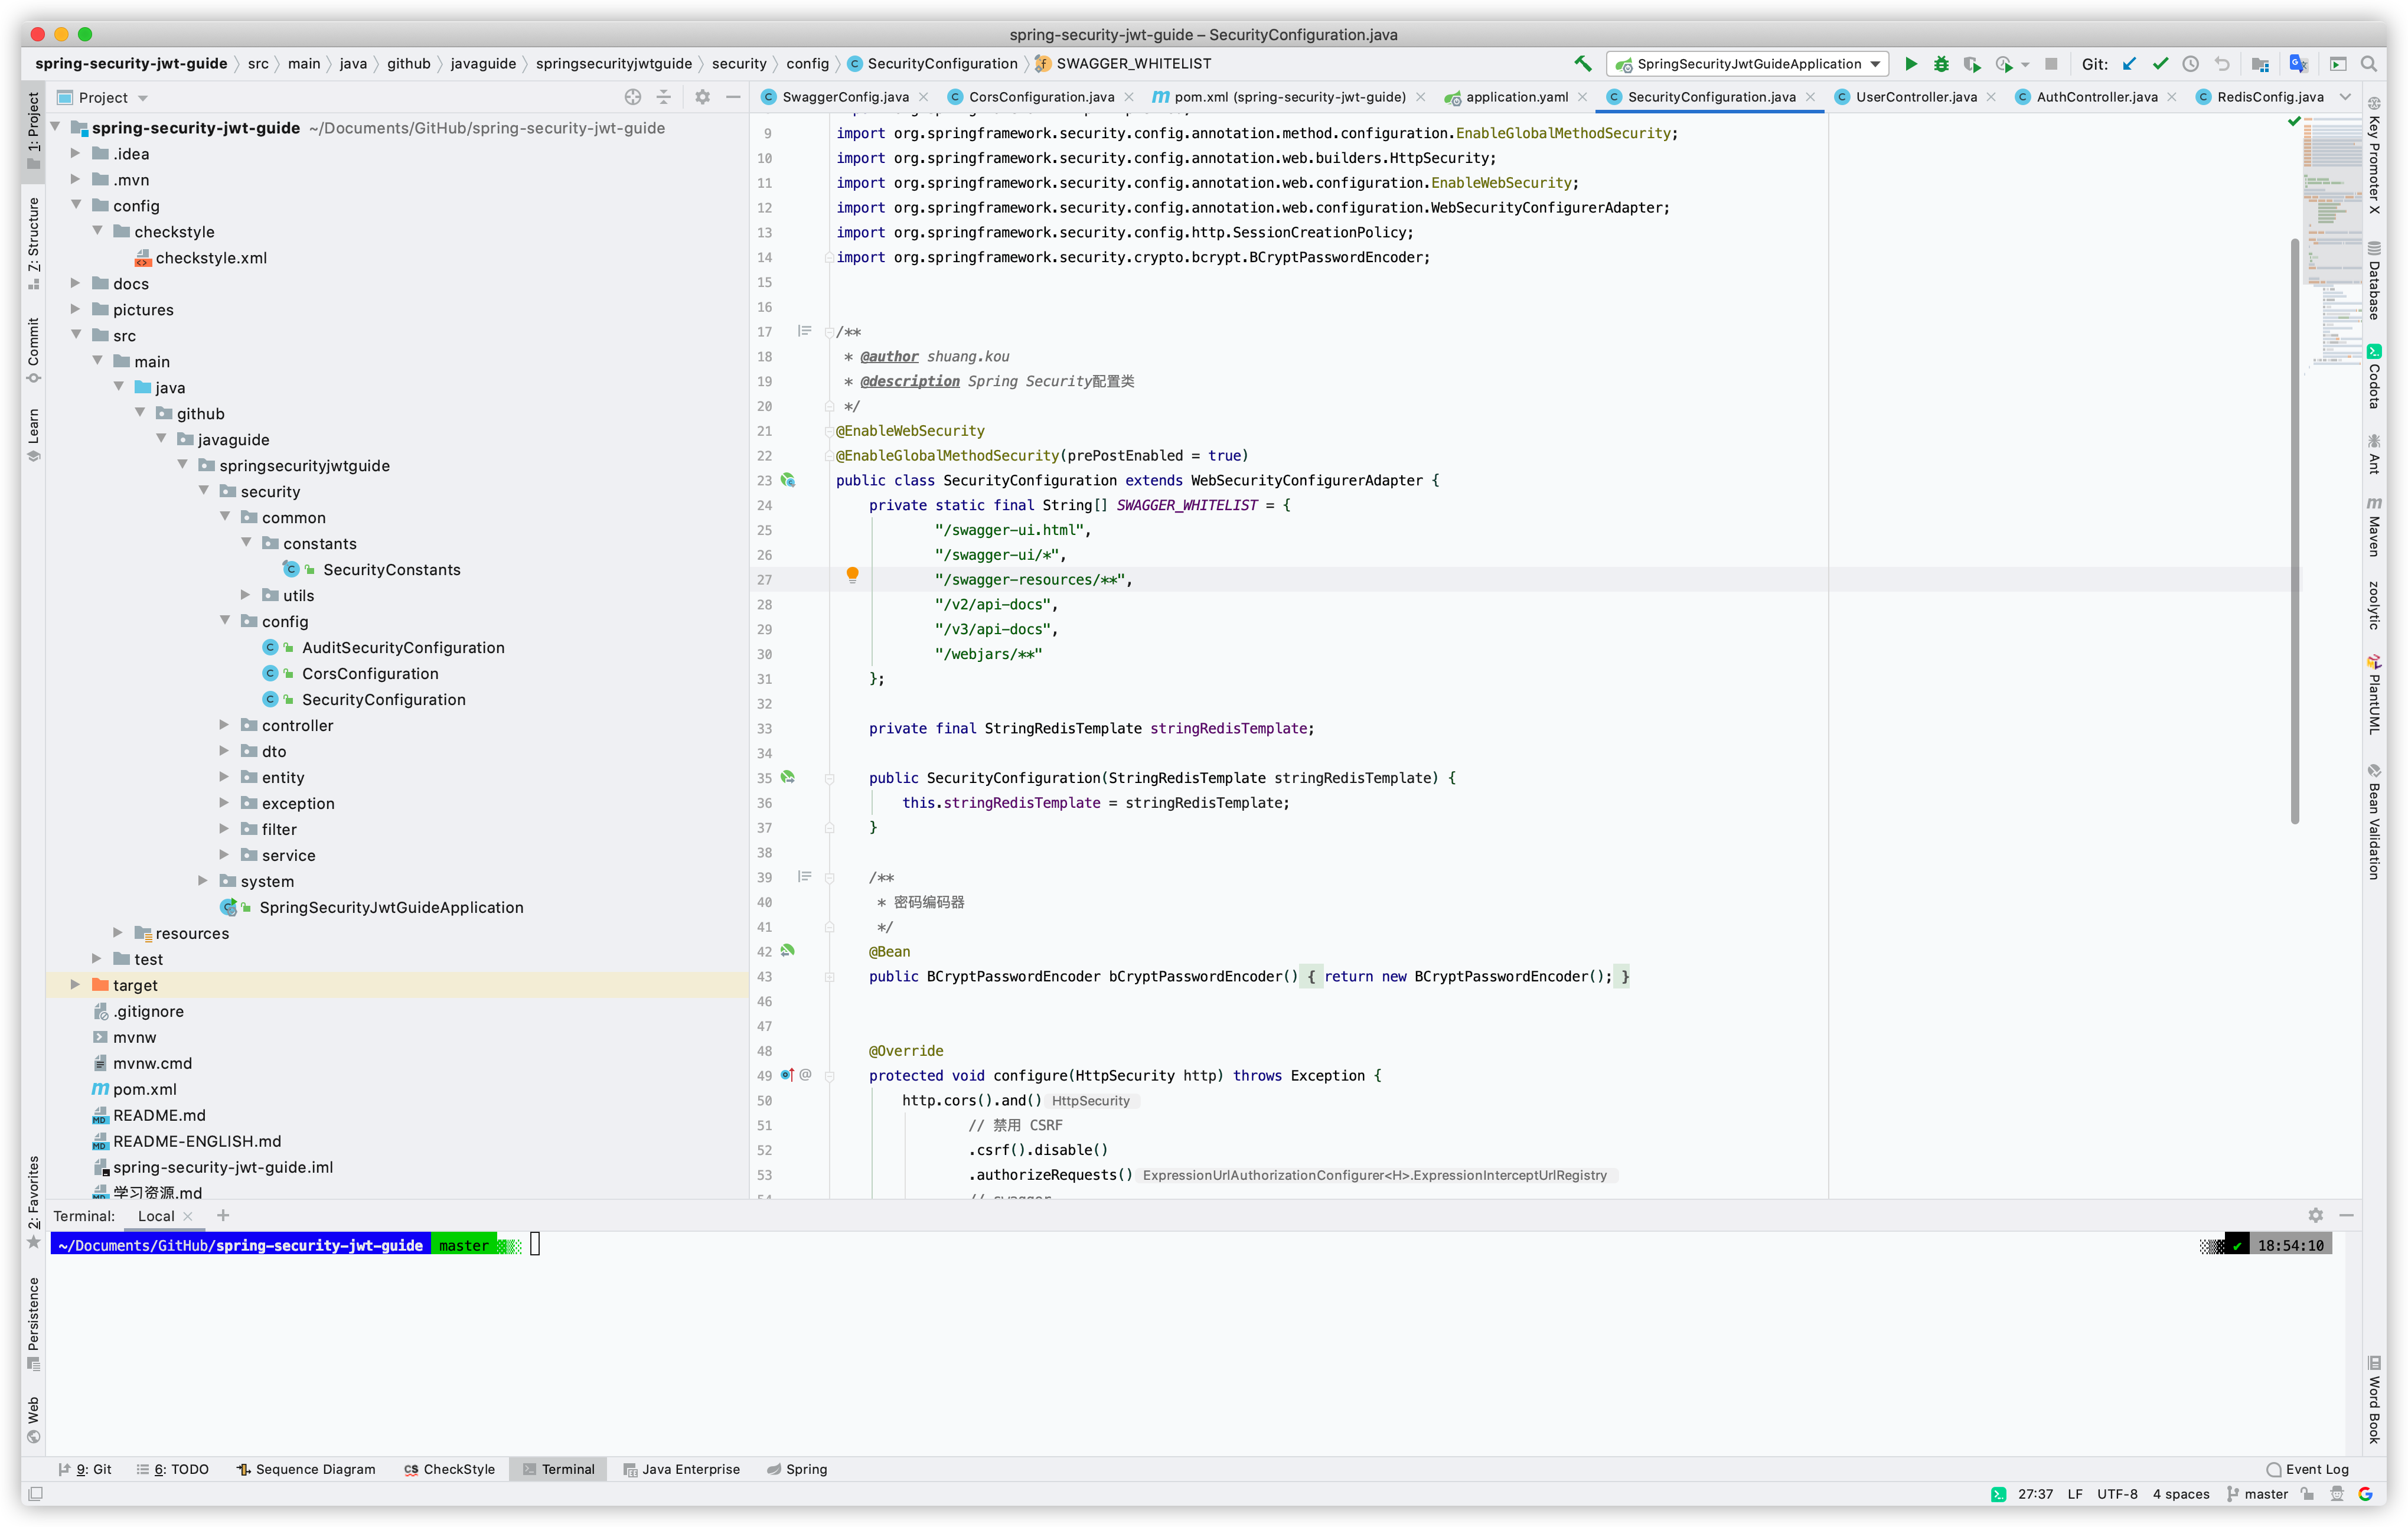 spring-security-jwt-guide – SecurityConfiguration.java
spring-security-jwt-guide src main java github javaguide springsecurityjwtguide security config SecurityConfiguration SWAGGER_WHITELIST
SpringSecurityJwtGuideApplication
Git:
1: Project
Z: Structure
Commit
Learn
2: Favorites
Persistence
Web
Project
spring-security-jwt-guide ~/Documents/GitHub/spring-security-jwt-guide
.idea
.mvn
config
checkstyle
checkstyle.xml
docs
pictures
src
main
java
github
javaguide
springsecurityjwtguide
security
common
constants
SecurityConstants
utils
config
AuditSecurityConfiguration
CorsConfiguration
SecurityConfiguration
controller
dto
entity
exception
filter
service
system
SpringSecurityJwtGuideApplication
resources
test
target
.gitignore
mvnw
mvnw.cmd
pom.xml
README.md
README-ENGLISH.md
spring-security-jwt-guide.iml
学习资源.md
SwaggerConfig.java
CorsConfiguration.java
pom.xml (spring-security-jwt-guide)
application.yaml
SecurityConfiguration.java
UserController.java
AuthController.java
RedisConfig.java
9 import org.springframework.security.config.annotation.method.configuration.EnableGlobalMethodSecurity;
10 import org.springframework.security.config.annotation.web.builders.HttpSecurity;
11 import org.springframework.security.config.annotation.web.configuration.EnableWebSecurity;
12 import org.springframework.security.config.annotation.web.configuration.WebSecurityConfigurerAdapter;
13 import org.springframework.security.config.http.SessionCreationPolicy;
14 import org.springframework.security.crypto.bcrypt.BCryptPasswordEncoder;
15
16
17 /**
18 * @author shuang.kou
19 * @description Spring Security配置类
20 */
21 @EnableWebSecurity
22 @EnableGlobalMethodSecurity(prePostEnabled = true)
23 public class SecurityConfiguration extends WebSecurityConfigurerAdapter {
24 private static final String[] SWAGGER_WHITELIST = {
25 "/swagger-ui.html",
26 "/swagger-ui/*",
27 "/swagger-resources/**",
28 "/v2/api-docs",
29 "/v3/api-docs",
30 "/webjars/**"
31 };
32
33 private final StringRedisTemplate stringRedisTemplate;
34
35 public SecurityConfiguration(StringRedisTemplate stringRedisTemplate) {
36 this.stringRedisTemplate = stringRedisTemplate;
37 }
38
39 /**
40 * 密码编码器
41 */
42 @Bean
43 public BCryptPasswordEncoder bCryptPasswordEncoder() { return new BCryptPasswordEncoder(); }
46
47
48 @Override
49 protected void configure(HttpSecurity http) throws Exception {
50 http.cors().and() HttpSecurity
51 // 禁用 CSRF
52 .csrf().disable()
53 .authorizeRequests() ExpressionUrlAuthorizationConfigurer<H>.ExpressionInterceptUrlRegistry
Key Promoter X
Database
Codota
Ant
Maven
zoolytic
PlantUML
Bean Validation
Word Book
Terminal: Local
~/Documents/GitHub/spring-security-jwt-guide master
18:54:10
9: Git
6: TODO
Sequence Diagram
CheckStyle
Terminal
Java Enterprise
Spring
Event Log
27:37 LF UTF-8 4 spaces master